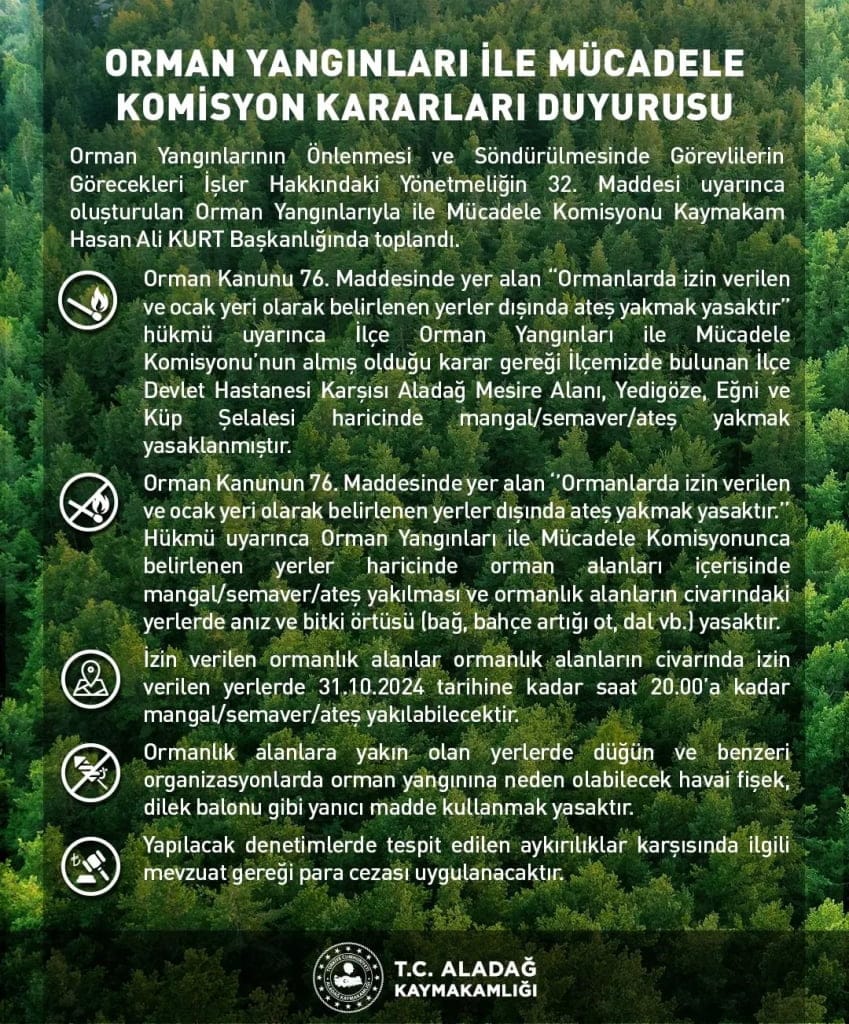 ORMAN YANGINLARI İLE MÜCADELE
KOMİSYON KARARLARI DUYURUSU
Orman Yangınlarının Önlenmesi ve Söndürülmesinde Görevlilerin
Görecekleri İşler Hakkındaki Yönetmeliğin 32. Maddesi uyarınca
oluşturulan Orman Yangınlarıyla ile Mücadele Komisyonu Kaymakam
Hasan Ali KURT Başkanlığında toplandı.
Orman Kanunu 76. Maddesinde yer alan “Ormanlarda izin verilen
ve ocak yeri olarak belirlenen yerler dışında ateş yakmak yasaktır”
hükmü uyarınca İlçe Orman Yangınları ile Mücadele
Komisyonu’nun almış olduğu karar gereği İlçemizde bulunan İlçe
Devlet Hastanesi Karşısı Aladağ Mesire Alanı, Yedigöze, Eğni ve
Küp Şelalesi haricinde mangal/semaver/ateş yakmak
yasaklanmıştır.
Orman Kanunun 76. Maddesinde yer alan ‘’Ormanlarda izin verilen
ve ocak yeri olarak belirlenen yerler dışında ateş yakmak yasaktır.’’
Hükmü uyarınca Orman Yangınları ile Mücadele Komisyonunca
belirlenen yerler haricinde orman alanları içerisinde
mangal/semaver/ateş yakılması ve ormanlık alanların civarındaki
yerlerde anız ve bitki örtüsü (bağ, bahçe artığı ot, dal vb.) yasaktır.
İzin verilen ormanlık alanlar ormanlık alanların civarında izin
verilen yerlerde 31.10.2024 tarihine kadar saat 20.00’a kadar
mangal/semaver/ateş yakılabilecektir.
Ormanlık alanlara yakın olan yerlerde düğün ve benzeri
organizasyonlarda orman yangınına neden olabilecek havai fişek,
dilek balonu gibi yanıcı madde kullanmak yasaktır.
Yapılacak denetimlerde tespit edilen aykırılıklar karşısında ilgili
mevzuat gereği para cezası uygulanacaktır.
T.C. ALADAĞ
KAYMAKAMLIĞI